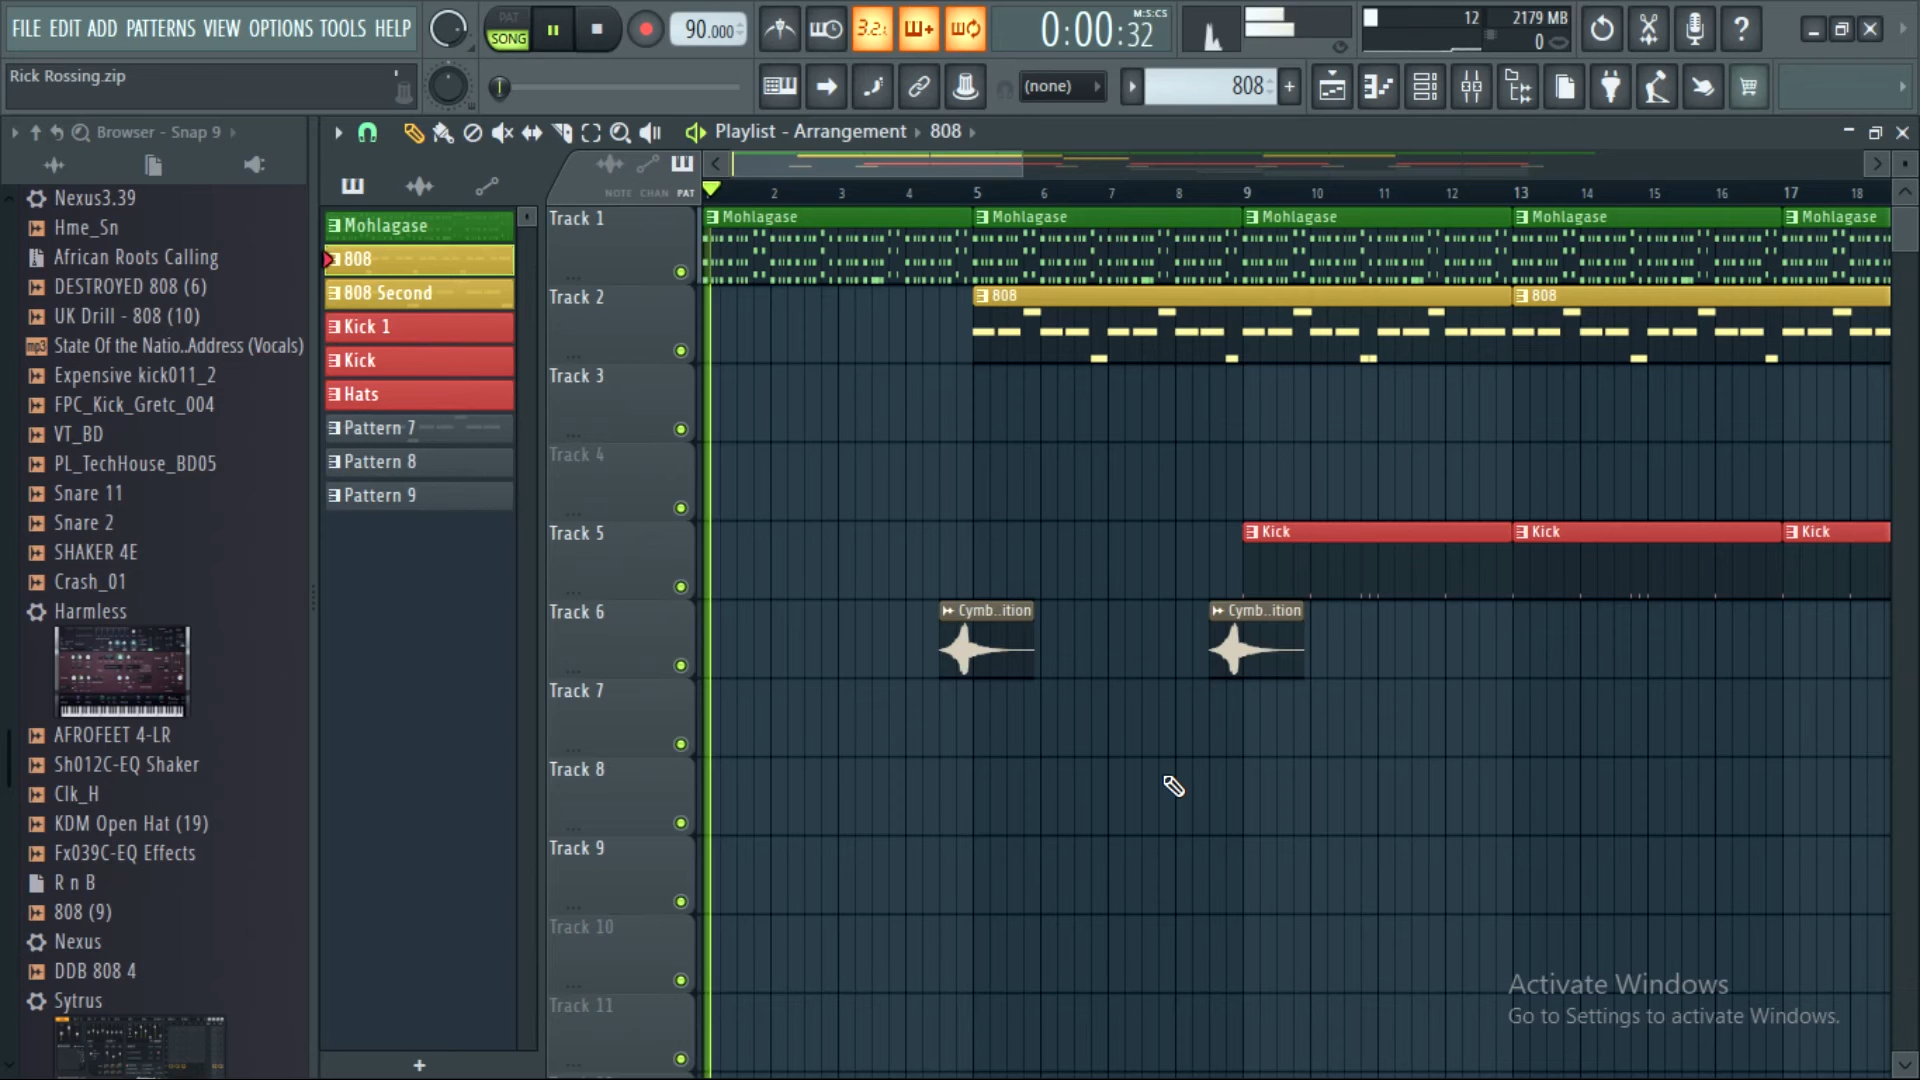 FILE EDIT ADD PATTERNS VIEW OPTIONS TOOLS HELP
PAT
SONG
90.000
3.2.
0:00:32
M:S:CS
12
2179 MB
0
Rick Rossing.zip
(none)
808
Browser - Snap 9
Playlist - Arrangement ▸ 808 ▸
NOTE CHAN PAT
2 3 4 5 6 7 8 9 10 11 12 13 14 15 16 17 18
Nexus3.39
Hme_Sn
African Roots Calling
DESTROYED 808 (6)
UK Drill - 808 (10)
State Of the Natio..Address (Vocals)
Expensive kick011_2
FPC_Kick_Gretc_004
VT_BD
PL_TechHouse_BD05
Snare 11
Snare 2
SHAKER 4E
Crash_01
Harmless
AFROFEET 4-LR
Sh012C-EQ Shaker
Clk_H
KDM Open Hat (19)
Fx039C-EQ Effects
R n B
808 (9)
Nexus
DDB 808 4
Sytrus
Mohlagase
808
808 Second
Kick 1
Kick
Hats
Pattern 7
Pattern 8
Pattern 9
+
Track 1
Mohlagase Mohlagase Mohlagase Mohlagase Mohlagase
Track 2
808 808
Track 3
Track 4
Track 5
Kick Kick Kick
Track 6
Cymb..ition Cymb..ition
Track 7
Track 8
Track 9
Track 10
Track 11
Activate Windows
Go to Settings to activate Windows.